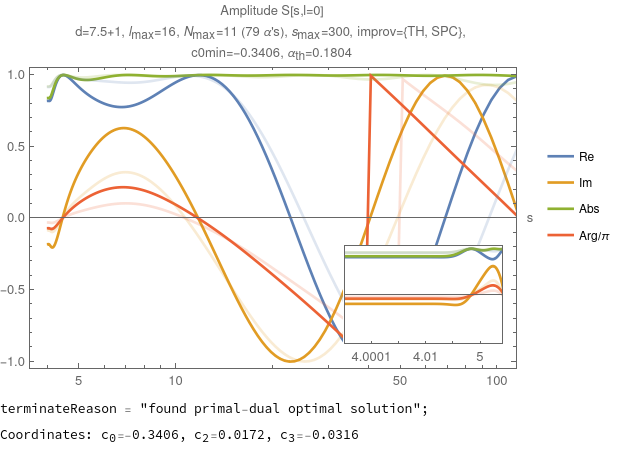 Amplitude S[s,l=0]
d=7.5+1, lmax=16, Nmax=11 (79 α's), smax=300, improv={TH, SPC},
c0min=−0.3406, αth=0.1804
1.0
0.5
0.0
−0.5
−1.0
5
10
50
100
s
4.0001
4.01
5
Re
Im
Abs
Arg/π
terminateReason = "found primal-dual optimal solution";
Coordinates: c0=-0.3406, c2=0.0172, c3=-0.0316